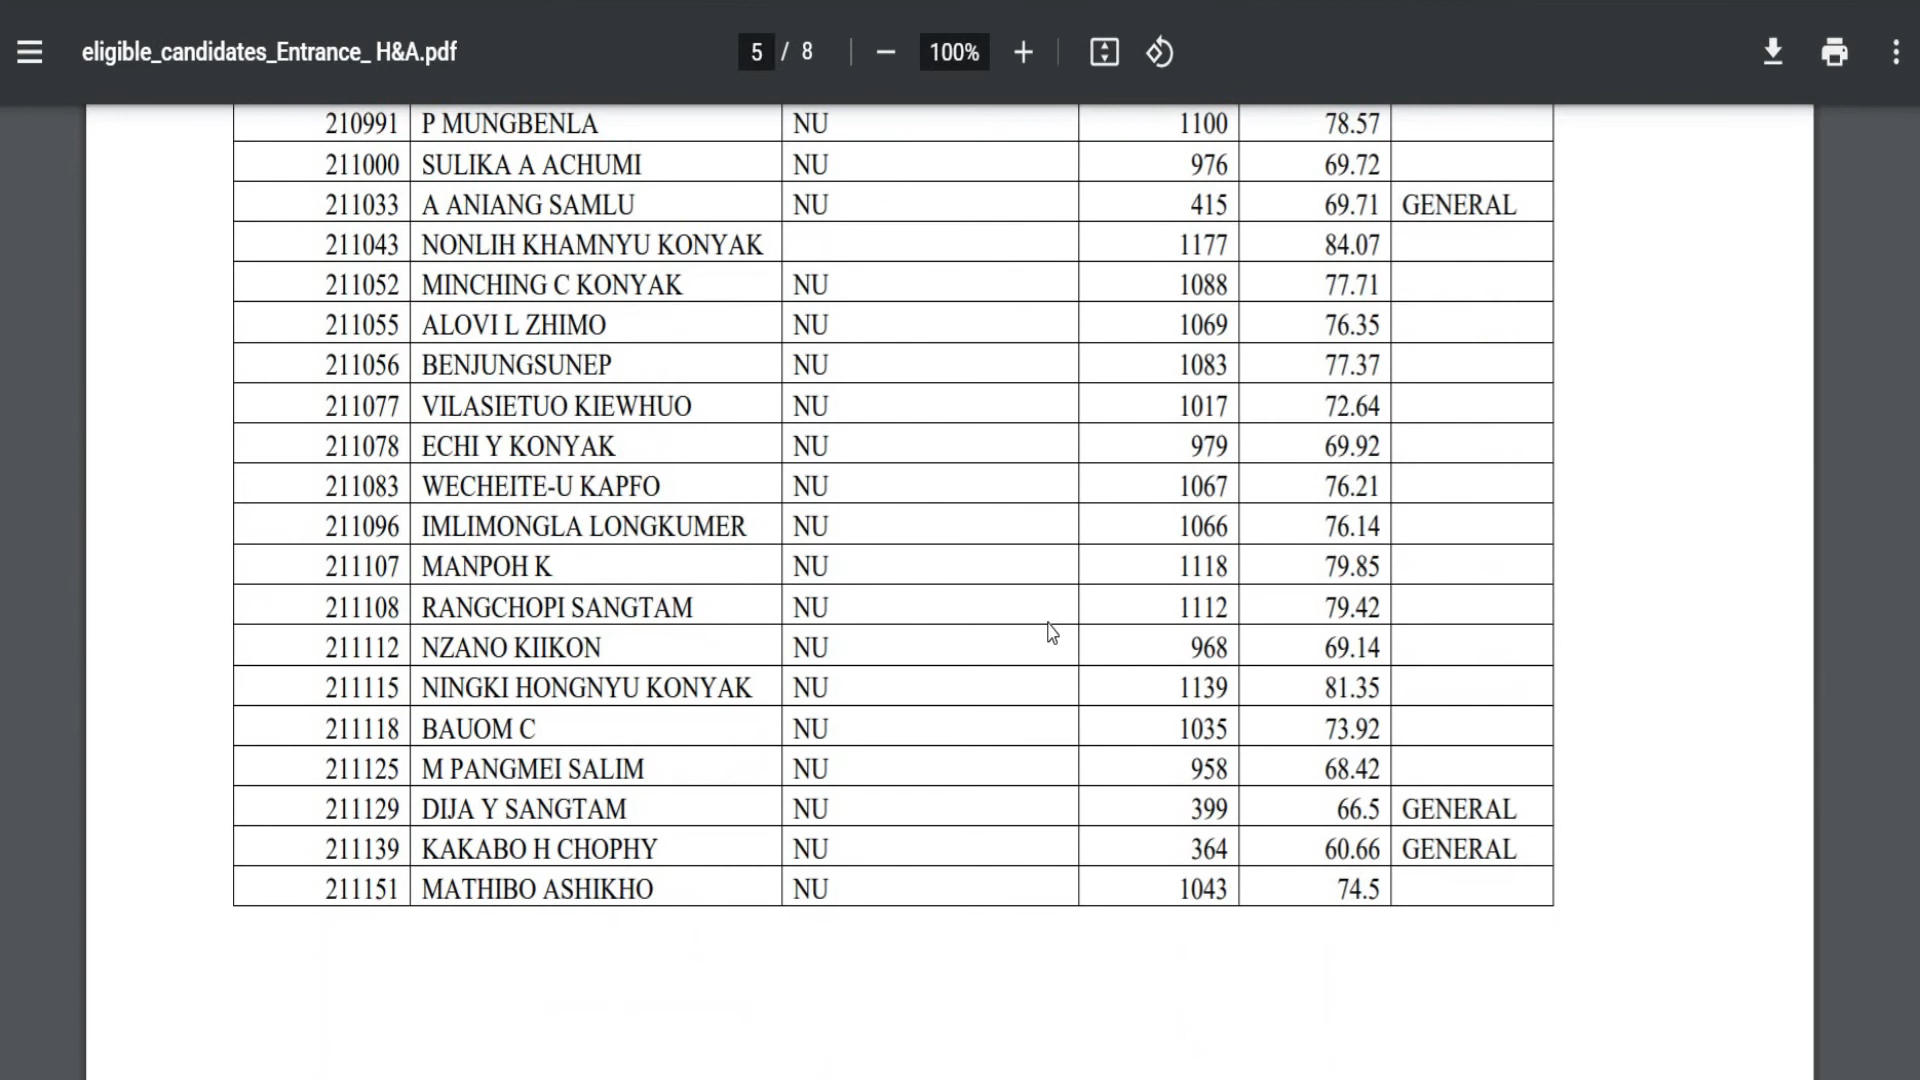 eligible_candidates_Entrance_ H&A.pdf 5 / 8 100%
210991 P MUNGBENLA NU 1100 78.57
211000 SULIKA A ACHUMI NU 976 69.72
211033 A ANIANG SAMLU NU 415 69.71 GENERAL
211043 NONLIH KHAMNYU KONYAK 1177 84.07
211052 MINCHING C KONYAK NU 1088 77.71
211055 ALOVI L ZHIMO NU 1069 76.35
211056 BENJUNGSUNEP NU 1083 77.37
211077 VILASIETUO KIEWHUO NU 1017 72.64
211078 ECHI Y KONYAK NU 979 69.92
211083 WECHEITE-U KAPFO NU 1067 76.21
211096 IMLIMONGLA LONGKUMER NU 1066 76.14
211107 MANPOH K NU 1118 79.85
211108 RANGCHOPI SANGTAM NU 1112 79.42
211112 NZANO KIIKON NU 968 69.14
211115 NINGKI HONGNYU KONYAK NU 1139 81.35
211118 BAUOM C NU 1035 73.92
211125 M PANGMEI SALIM NU 958 68.42
211129 DIJA Y SANGTAM NU 399 66.5 GENERAL
211139 KAKABO H CHOPHY NU 364 60.66 GENERAL
211151 MATHIBO ASHIKHO NU 1043 74.5